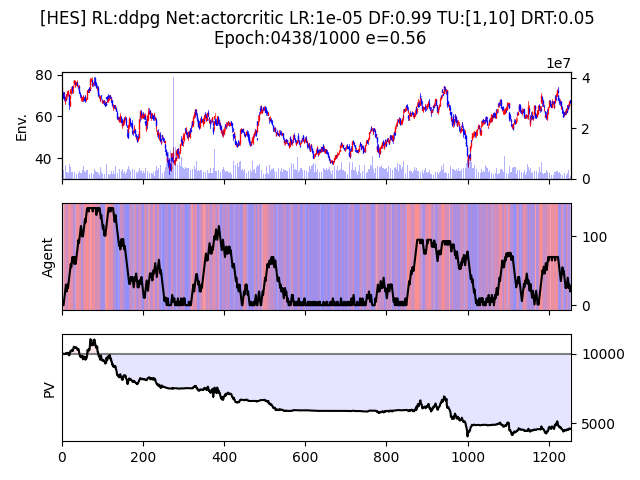 [HES] RL:ddpg Net:actorcritic LR:1e-05 DF:0.99 TU:[1,10] DRT:0.05
Epoch:0438/1000 e=0.56
1e7
80
60
40
Env.
4
2
0
Agent
100
0
PV
10000
5000
0 200 400 600 800 1000 1200